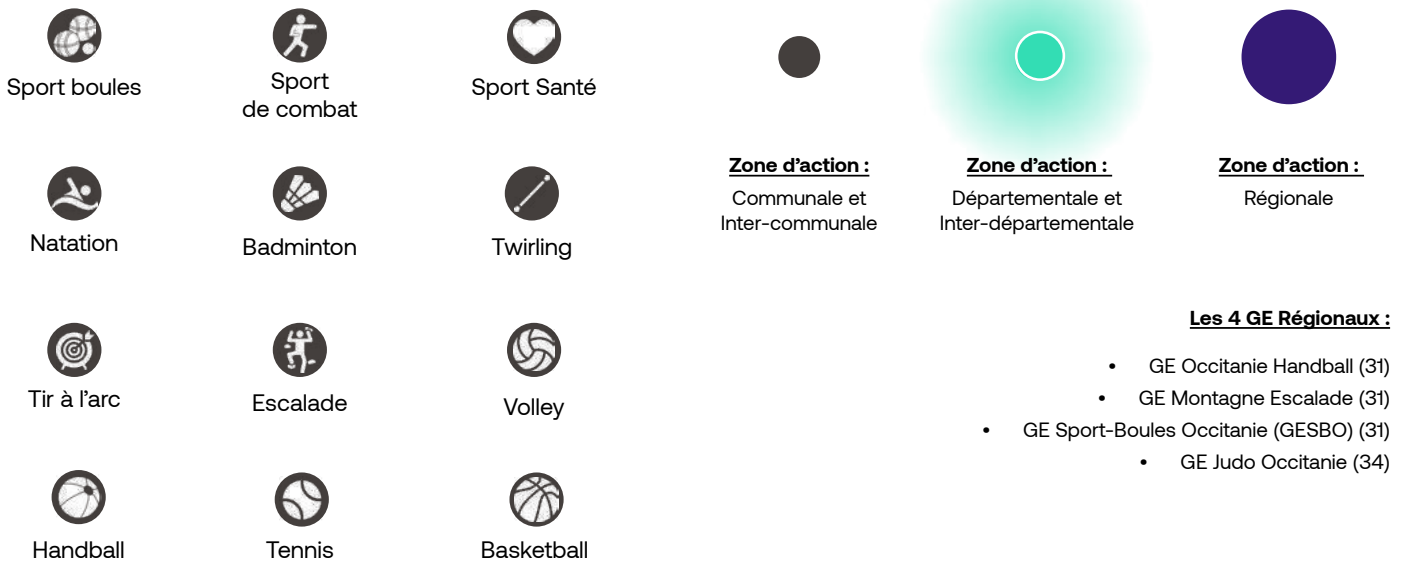 Sport boules
Sport
de combat
Sport Santé
Natation
Badminton
Twirling
Tir à l'arc
Escalade
Volley
Handball
Tennis
Basketball
Zone d'action :
Communale et
Inter-communale
Zone d'action :
Départementale et
Inter-départementale
Zone d'action :
Régionale
Les 4 GE Régionaux :
• GE Occitanie Handball (31)
• GE Montagne Escalade (31)
• GE Sport-Boules Occitanie (GESBO) (31)
• GE Judo Occitanie (34)